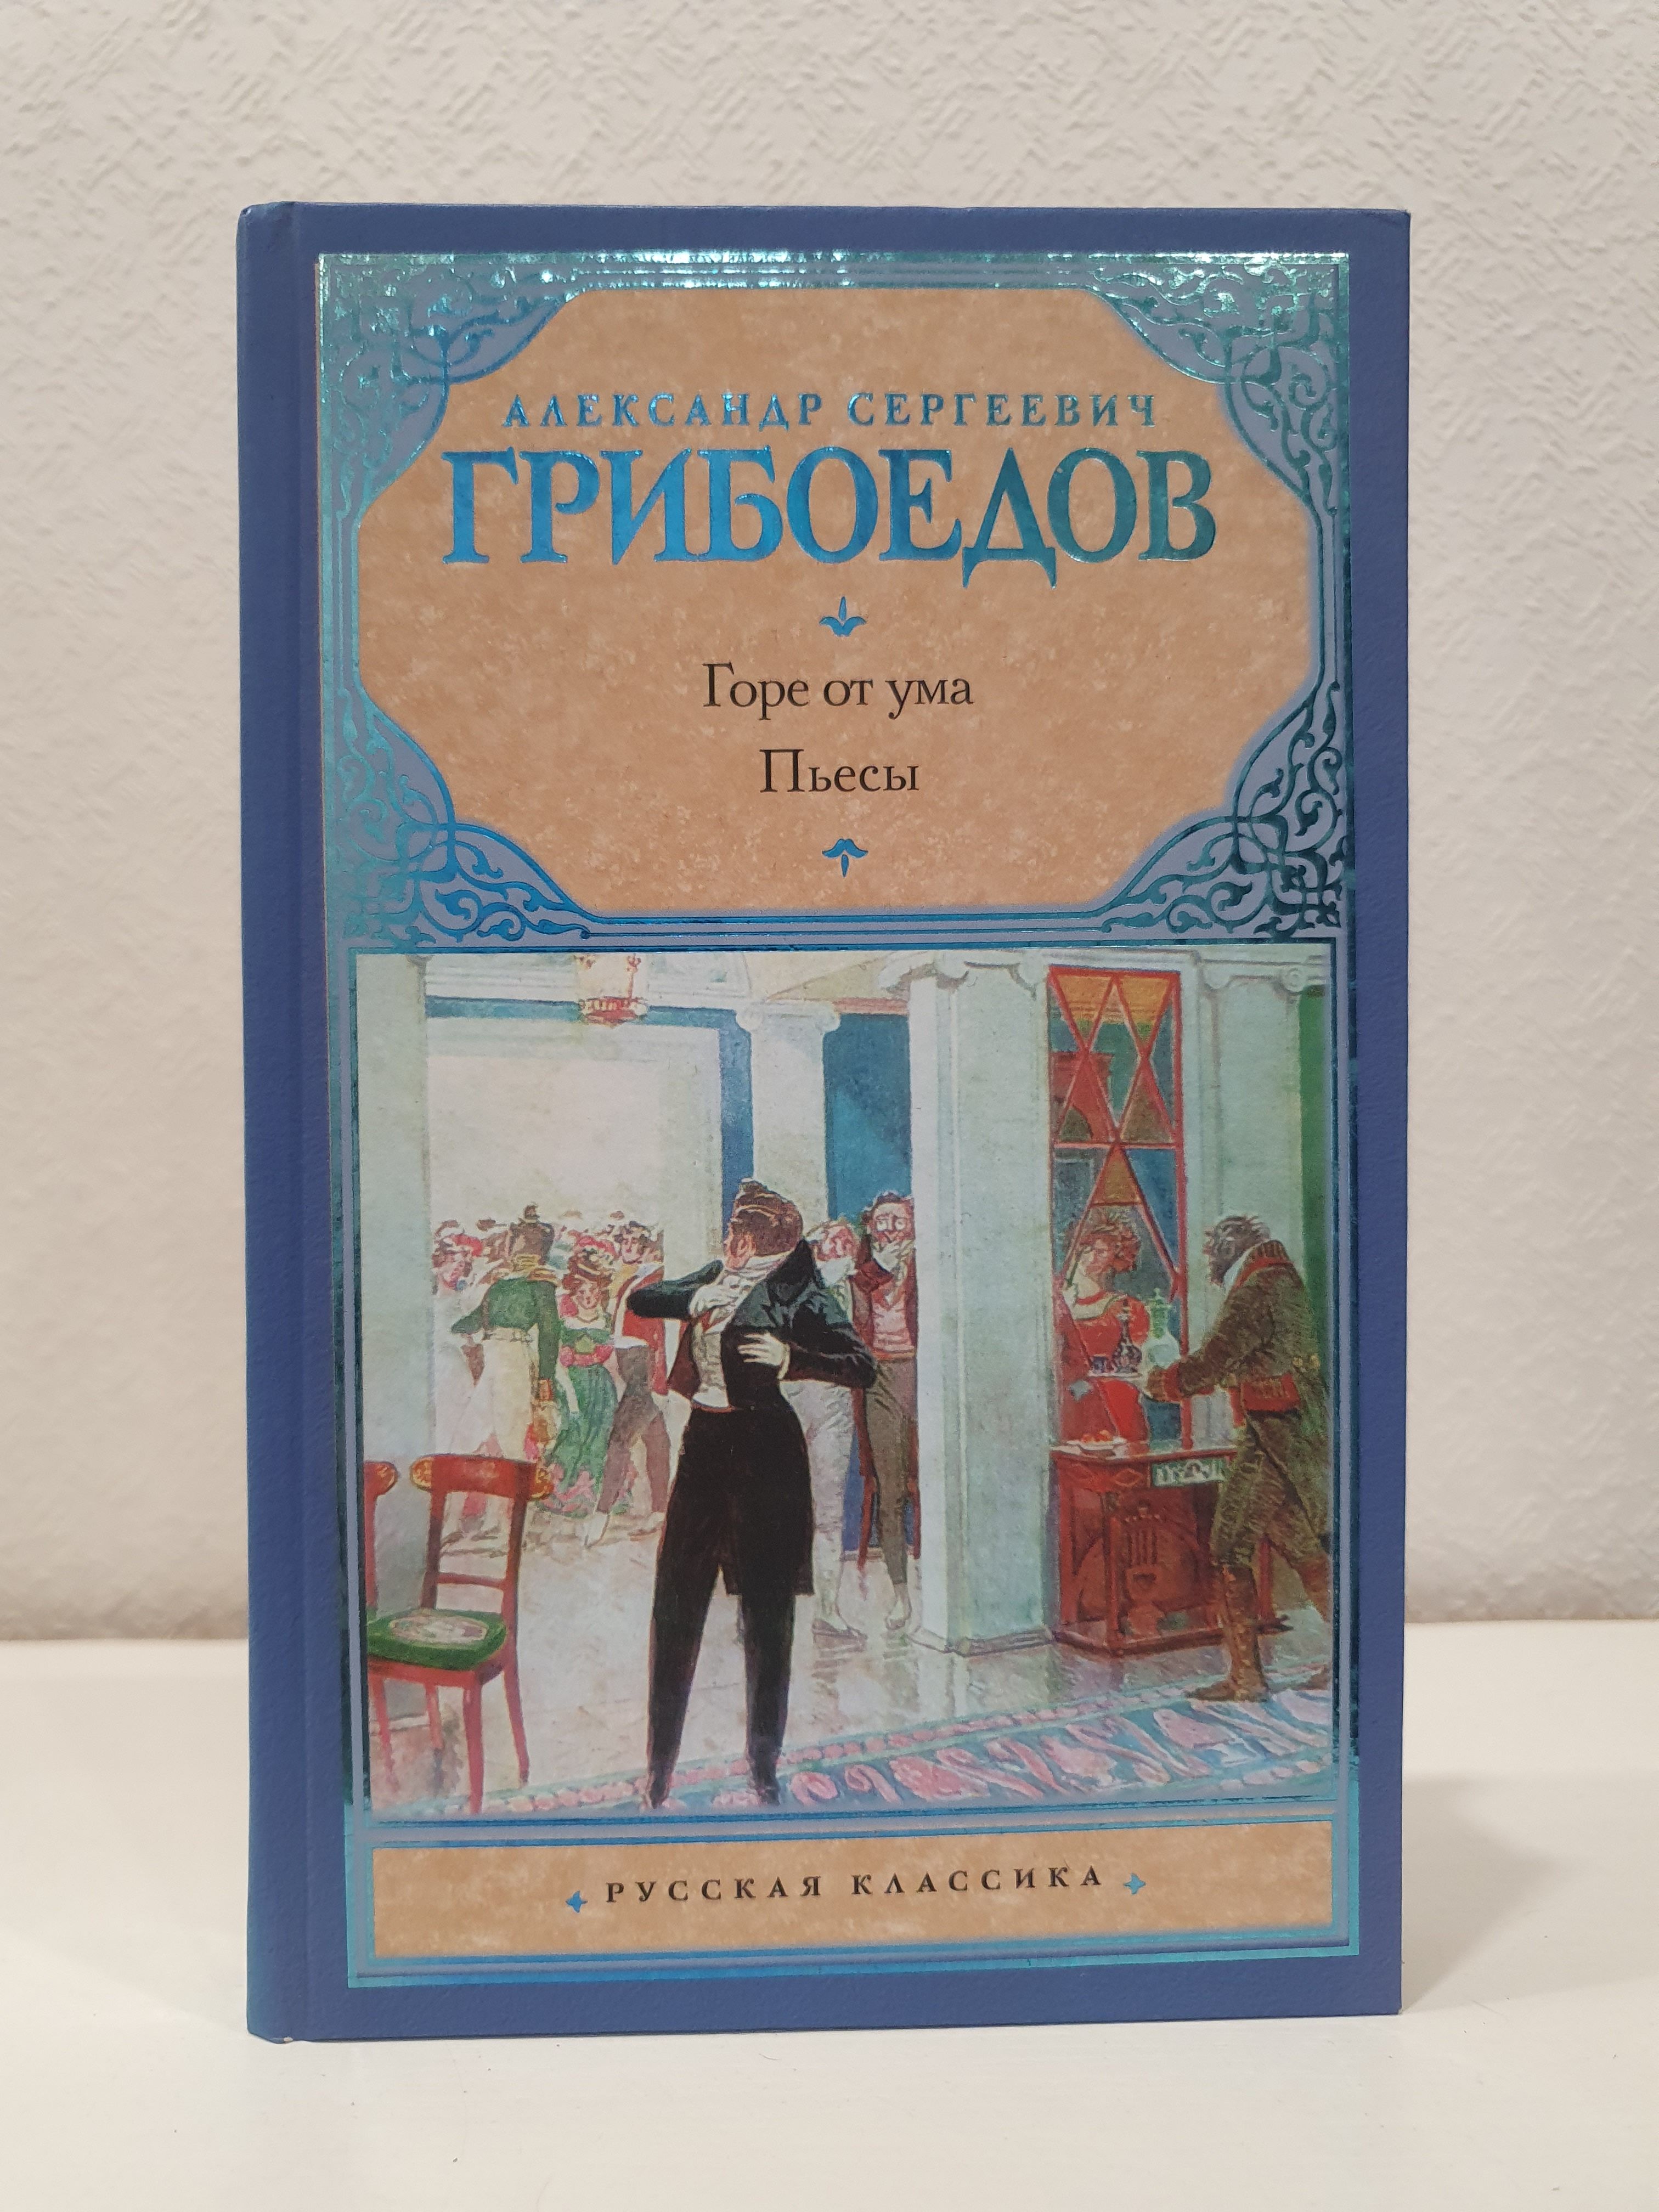 АЛЕКСАНДР СЕРГЕЕВИЧ
ГРИБОЕДОВ
Горе от ума
Пьесы
РУССКАЯ КЛАССИКА